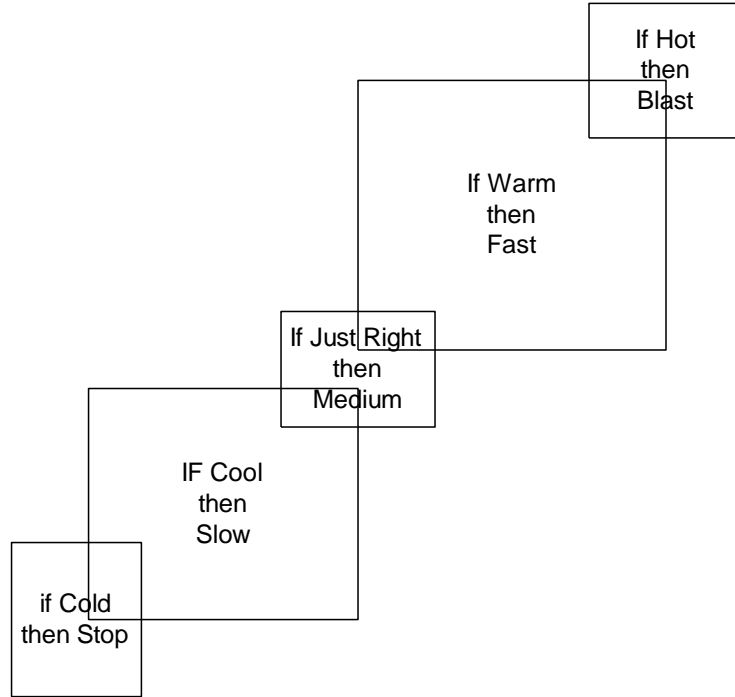 If Hot
then
Blast
If Warm
then
Fast
If Just Right
then
Medium
IF Cool
then
Slow
if Cold
then Stop